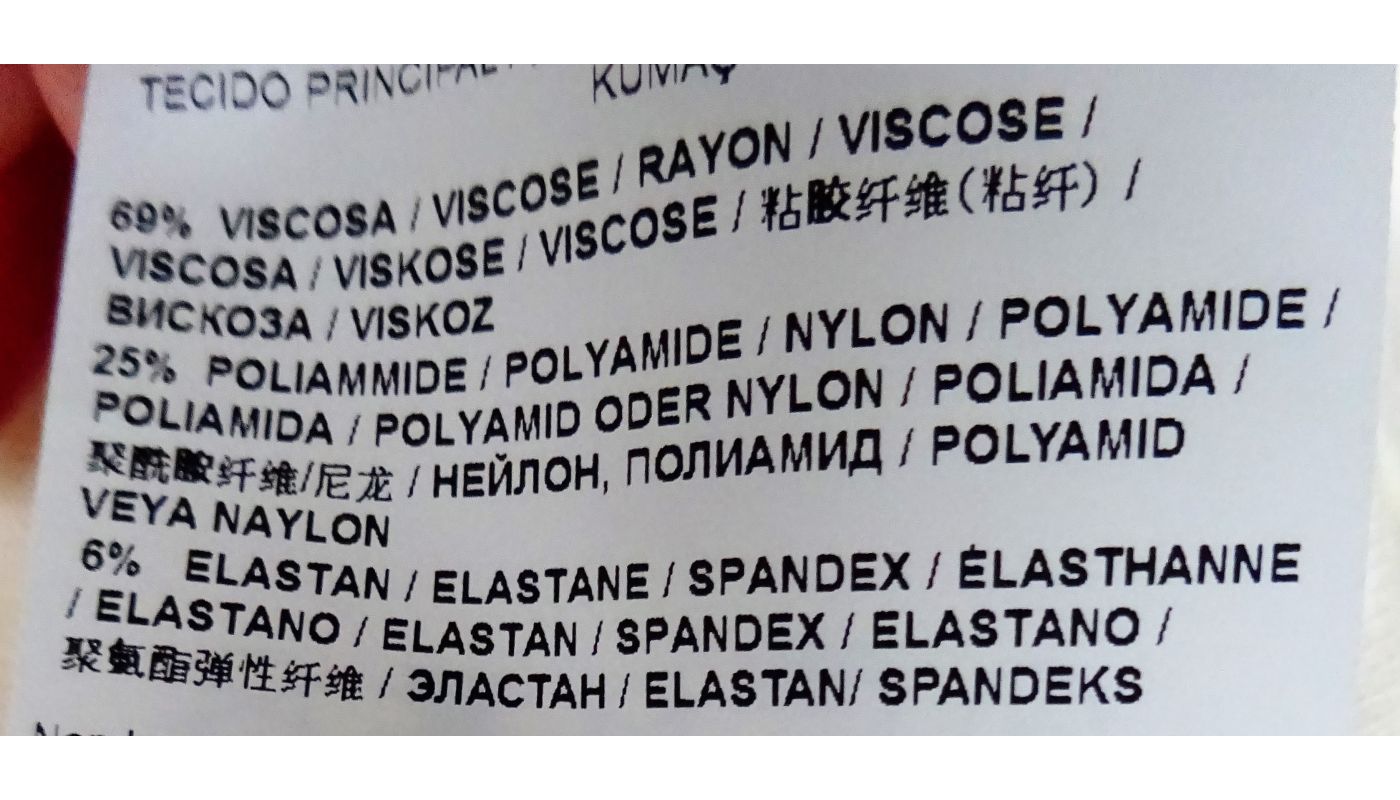 TECIDO PRINCIPAL
KUMAÇ
69% VISCOSA / VISCOSE / RAYON / VISCOSE /
VISCOSA / VISKOSE / VISCOSE / 粘胶纤维(粘纤) /
ВИСКОЗА / VISKOZ
25% POLIAMMIDE / POLYAMIDE / NYLON / POLYAMIDE /
POLIAMIDA / POLYAMID ODER NYLON / POLIAMIDA /
聚酰胺纤维/尼龙 / НЕЙЛОН, ПОЛИАМИД / POLYAMID
VEYA NAYLON
6% ELASTAN / ELASTANE / SPANDEX / ÉLASTHANNE
/ ELASTANO / ELASTAN / SPANDEX / ELASTANO /
聚氨酯弹性纤维 / ЭЛАСТАН / ELASTAN/ SPANDEKS